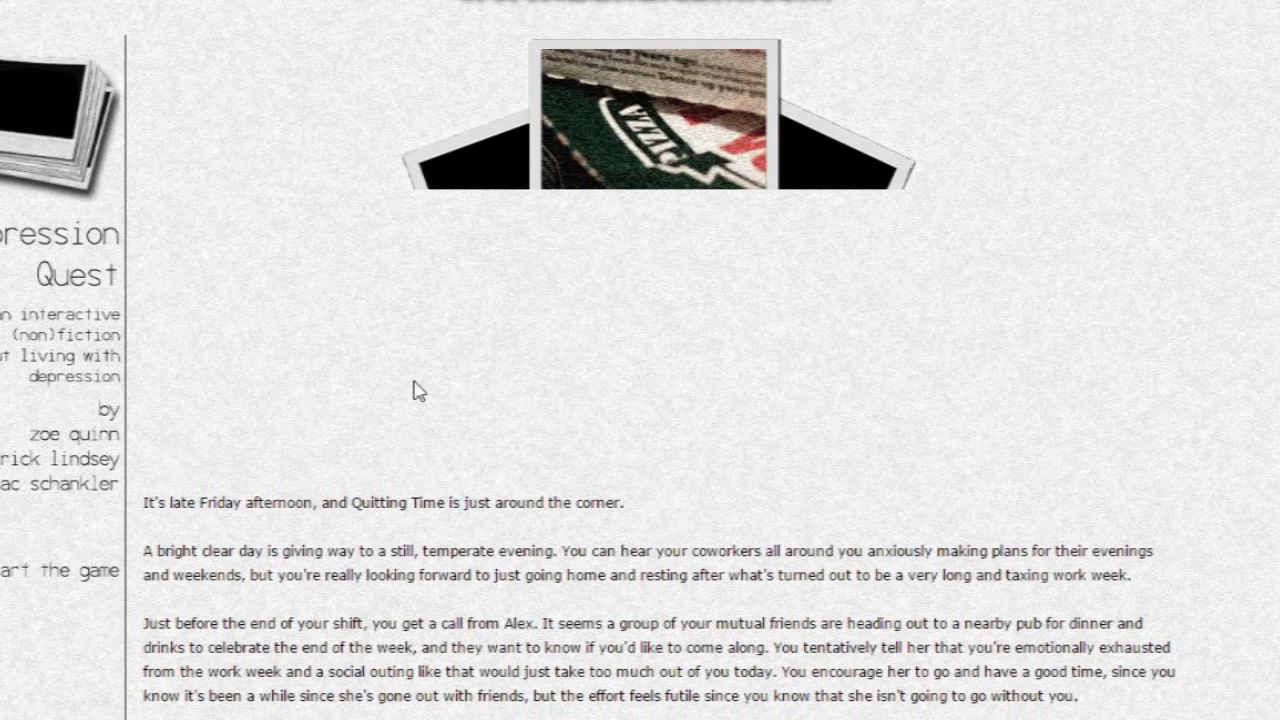 pression
Quest
an interactive
(non)fiction
ut living with
depression
by
zoe quinn
rick lindsey
ac schankler
art the game
It's late Friday afternoon, and Quitting Time is just around the corner.
A bright clear day is giving way to a still, temperate evening. You can hear your coworkers all around you anxiously making plans for their evenings
and weekends, but you're really looking forward to just going home and resting after what's turned out to be a very long and taxing work week.
Just before the end of your shift, you get a call from Alex. It seems a group of your mutual friends are heading out to a nearby pub for dinner and
drinks to celebrate the end of the week, and they want to know if you'd like to come along. You tentatively tell her that you're emotionally exhausted
from the work week and a social outing like that would just take too much out of you today. You encourage her to go and have a good time, since you
know it's been a while since she's gone out with friends, but the effort feels futile since you know that she isn't going to go without you.